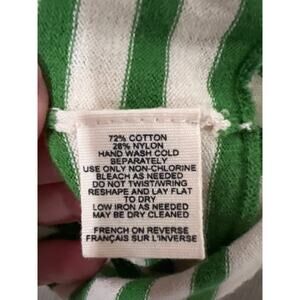 72% COTTON
28% NYLON
HAND WASH COLD
SEPARATELY
USE ONLY NON-CHLORINE
BLEACH AS NEEDED
DO NOT TWIST/WRING
RESHAPE AND LAY FLAT
TO DRY
LOW IRON AS NEEDED
MAY BE DRY CLEANED
FRENCH ON REVERSE
FRANÇAIS SUR L'INVERSE